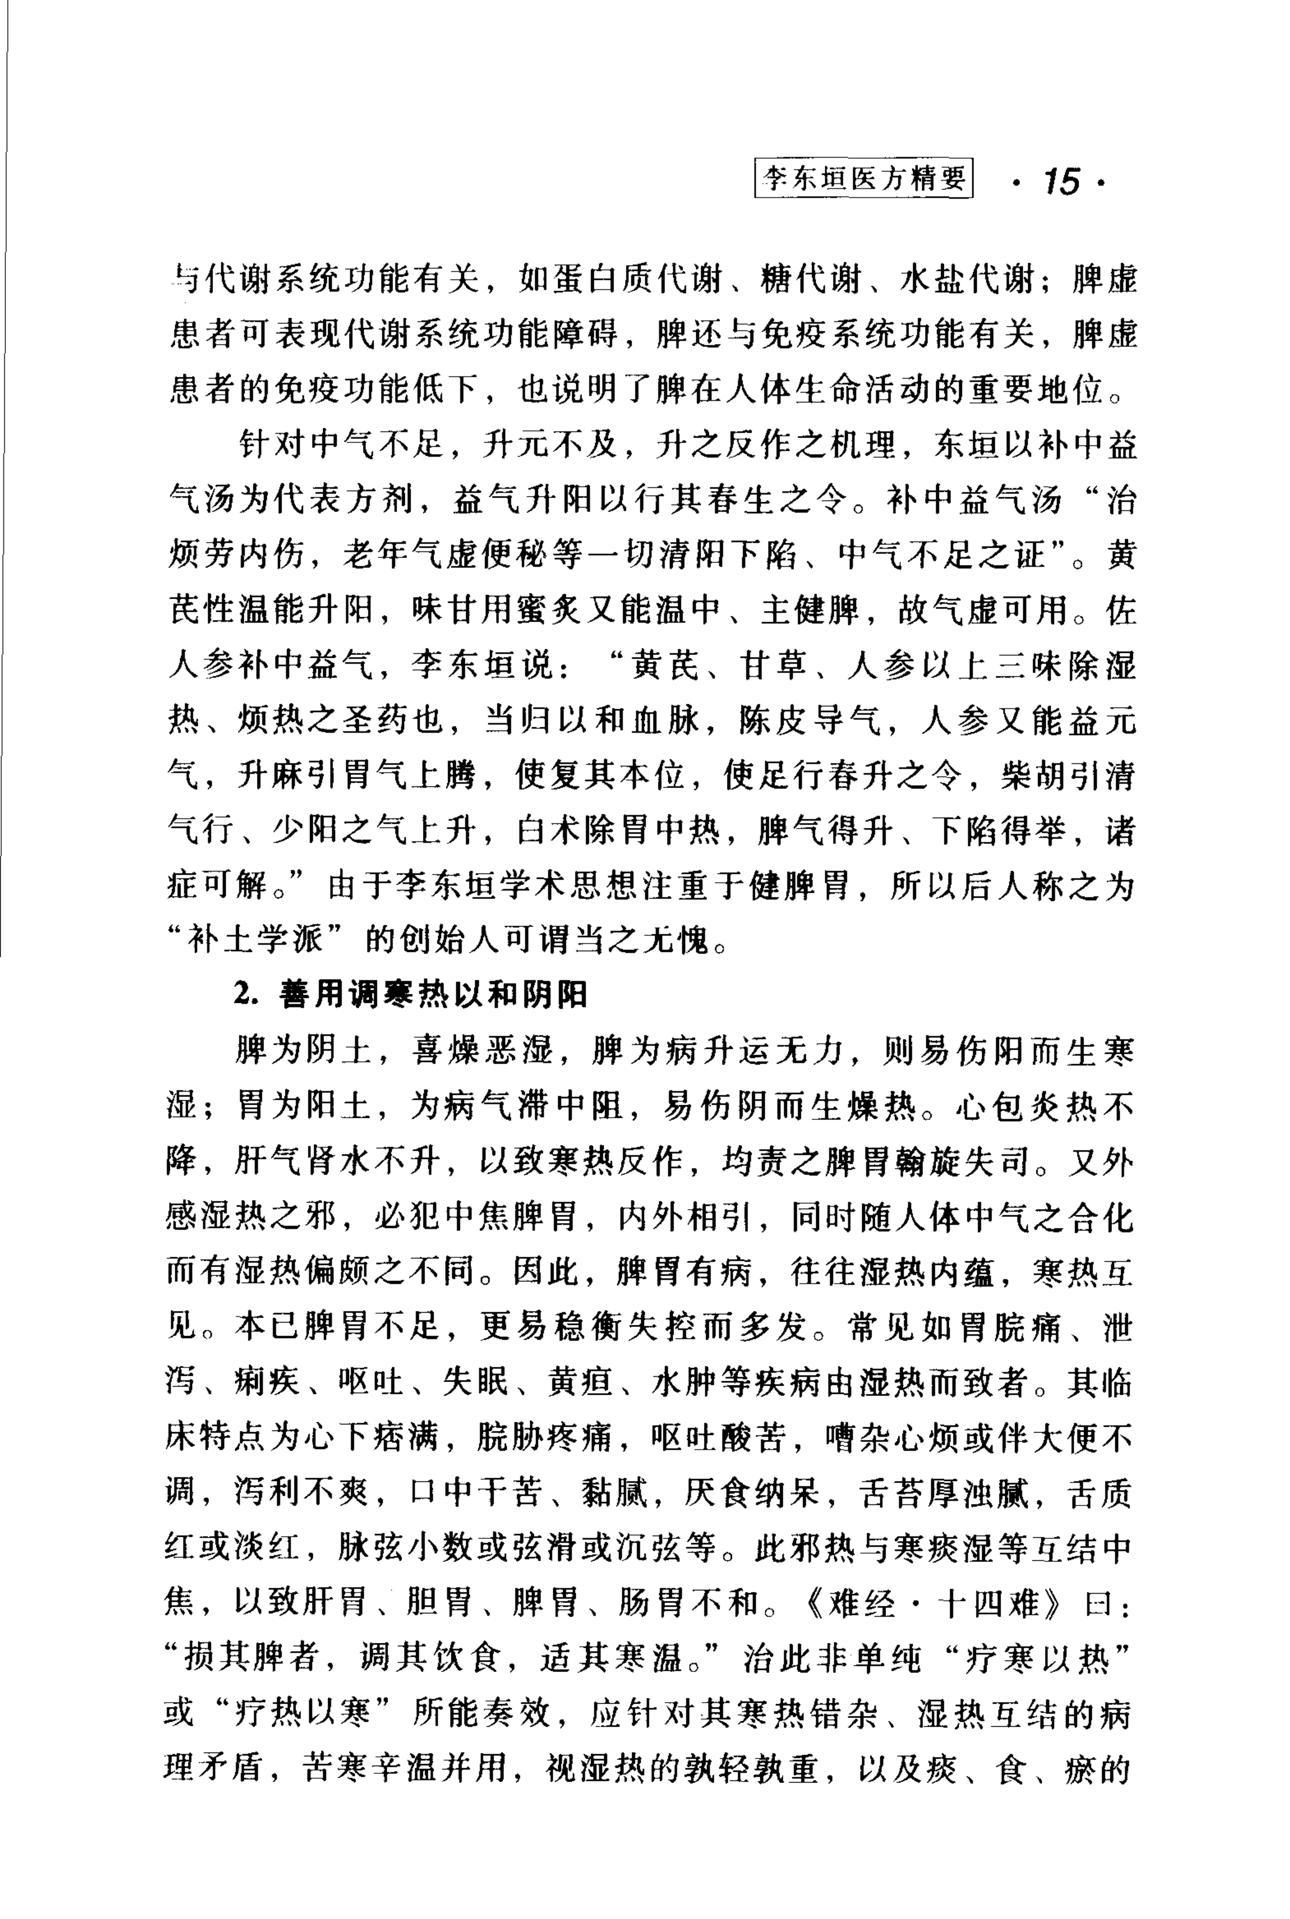 李东垣医方精要 · 15 ·
与代谢系统功能有关，如蛋白质代谢、糖代谢、水盐代谢；脾虚
患者可表现代谢系统功能障碍，脾还与免疫系统功能有关，脾虚
患者的免疫功能低下，也说明了脾在人体生命活动的重要地位。
针对中气不足，升元不及，升之反作之机理，东垣以补中益
气汤为代表方剂，益气升阳以行其春生之令。补中益气汤“治
烦劳内伤，老年气虚便秘等一切清阳下陷、中气不足之证”。黄
芪性温能升阳，味甘用蜜炙又能温中、主健脾，故气虚可用。佐
人参补中益气，李东垣说：“黄芪、甘草、人参以上三味除湿
热、烦热之圣药也，当归以和血脉，陈皮导气，人参又能益元
气，升麻引胃气上腾，使复其本位，使足行春升之令，柴胡引清
气行、少阳之气上升，白术除胃中热，脾气得升、下陷得举，诸
症可解。”由于李东垣学术思想注重于健脾胃，所以后人称之为
“补土学派”的创始人可谓当之无愧。
2. 善用调寒热以和阴阳
脾为阴土，喜燥恶湿，脾为病升运无力，则易伤阳而生寒
湿；胃为阳土，为病气滞中阻，易伤阴而生燥热。心包炎热不
降，肝气肾水不升，以致寒热反作，均责之脾胃翰旋失司。又外
感湿热之邪，必犯中焦脾胃，内外相引，同时随人体中气之合化
而有湿热偏颇之不同。因此，脾胃有病，往往湿热内蕴，寒热互
见。本已脾胃不足，更易稳衡失控而多发。常见如胃脘痛、泄
泻、痢疾、呕吐、失眠、黄疸、水肿等疾病由湿热而致者。其临
床特点为心下痞满，脘胁疼痛，呕吐酸苦，嘈杂心烦或伴大便不
调，泻利不爽，口中干苦、黏腻，厌食纳呆，舌苔厚浊腻，舌质
红或淡红，脉弦小数或弦滑或沉弦等。此邪热与寒痰湿等互结中
焦，以致肝胃、胆胃、脾胃、肠胃不和。《难经·十四难》曰：
“损其脾者，调其饮食，适其寒温。”治此非单纯“疗寒以热”
或“疗热以寒”所能奏效，应针对其寒热错杂、湿热互结的病
理矛盾，苦寒辛温并用，视湿热的孰轻孰重，以及痰、食、瘀的